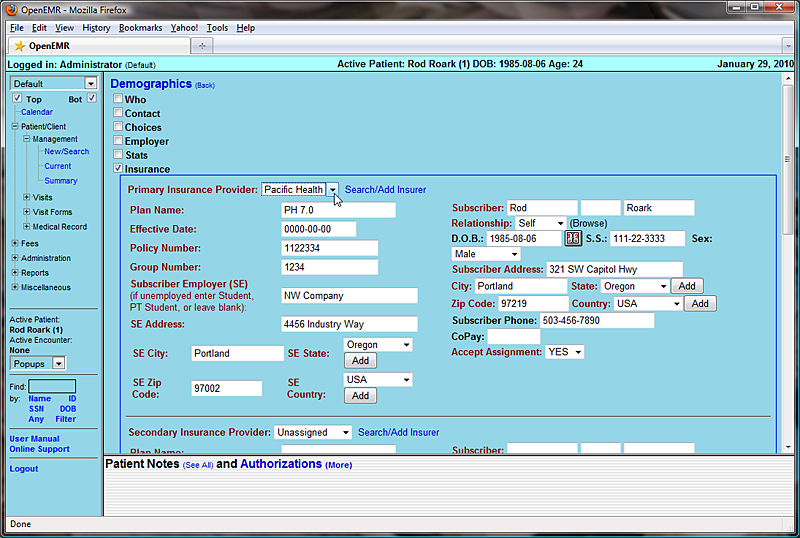 OpenEMR - Mozilla Firefox
File Edit View History Bookmarks Yahoo! Tools Help
OpenEMR
Logged in: Administrator (Default) Active Patient: Rod Roark (1) DOB: 1985-08-06 Age: 24 January 29, 2010
Default
Top Bot
Calendar
Patient/Client
Management
New/Search
Current
Summary
Visits
Visit Forms
Medical Record
Fees
Administration
Reports
Miscellaneous
Active Patient:
Rod Roark (1)
Active Encounter:
None
Popups
Find:
by: Name ID
SSN DOB
Any Filter
User Manual
Online Support
Logout
Demographics (Back)
Who
Contact
Choices
Employer
Stats
Insurance
Primary Insurance Provider: Pacific Health Search/Add Insurer
Plan Name: PH 7.0
Effective Date: 0000-00-00
Policy Number: 1122334
Group Number: 1234
Subscriber Employer (SE)
(if unemployed enter Student,
PT Student, or leave blank): NW Company
SE Address: 4456 Industry Way
SE City: Portland SE State: Oregon
Add
SE Zip Code: 97002 SE Country: USA
Add
Subscriber: Rod Roark
Relationship: Self (Browse)
D.O.B.: 1985-08-06 S.S.: 111-22-3333 Sex:
Male
Subscriber Address: 321 SW Capitol Hwy
City: Portland State: Oregon Add
Zip Code: 97219 Country: USA Add
Subscriber Phone: 503-456-7890
CoPay:
Accept Assignment: YES
Secondary Insurance Provider: Unassigned Search/Add Insurer
Plan Name: Subscriber:
Patient Notes (See All) and Authorizations (More)
Done